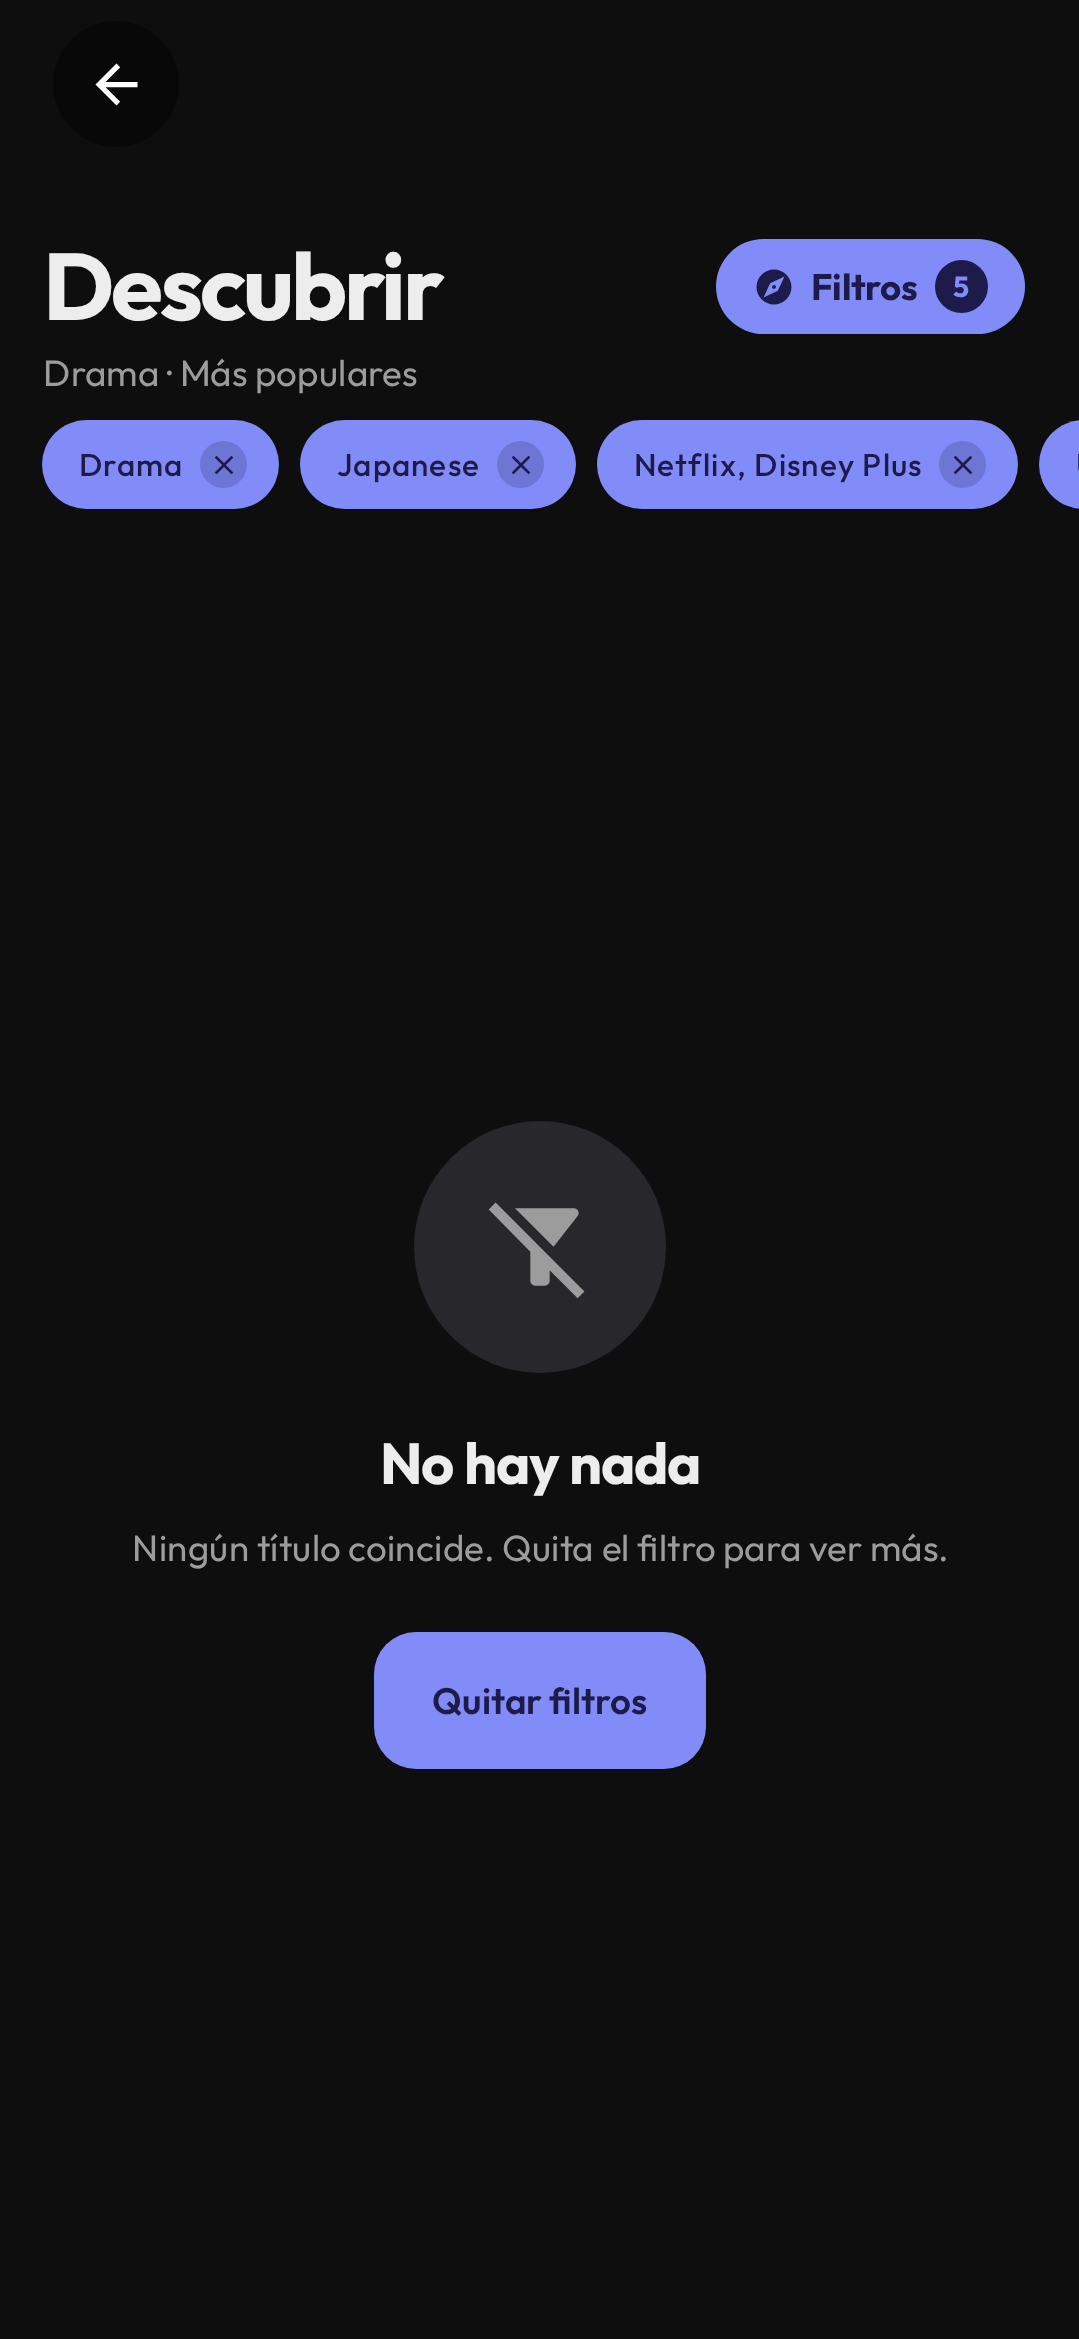 Descubrir
Filtros 5
Drama · Más populares
Drama
Japanese
Netflix, Disney Plus
No hay nada
Ningún título coincide. Quita el filtro para ver más.
Quitar filtros